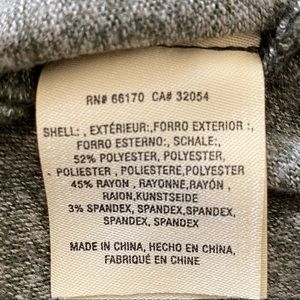 RN# 66170 CA# 32054
SHELL: , EXTÉRIEUR:,FORRO EXTERIOR :,
FORRO ESTERNO:, SCHALE:,
52% POLYESTER, POLYESTER,
POLIESTER , POLIESTERE,POLYESTER
45% RAYON , RAYONNE,RAYÓN ,
RAION,KUNSTSEIDE
3% SPANDEX, SPANDEX,SPANDEX,
SPANDEX, SPANDEX
MADE IN CHINA, HECHO EN CHINA,
FABRIQUÉ EN CHINE